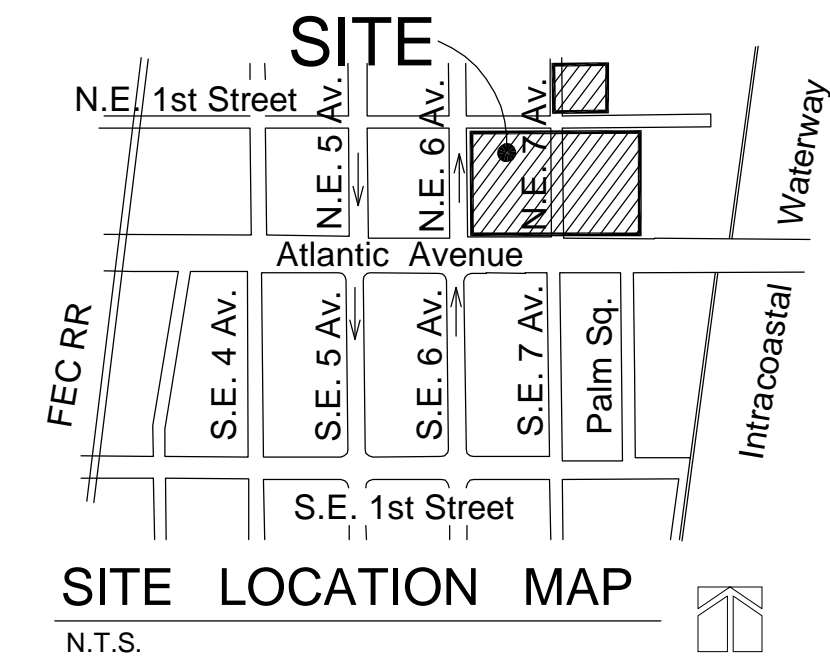 SITE
N.E. 1st Street
N.E. 5 Av.
N.E. 6 Av.
N.E. 7 Av.
Waterway
Atlantic Avenue
FEC RR
S.E. 4 Av.
S.E. 5 Av.
S.E. 6 Av.
S.E. 7 Av.
Palm Sq.
Intracoastal
S.E. 1st Street
SITE LOCATION MAP
N.T.S.